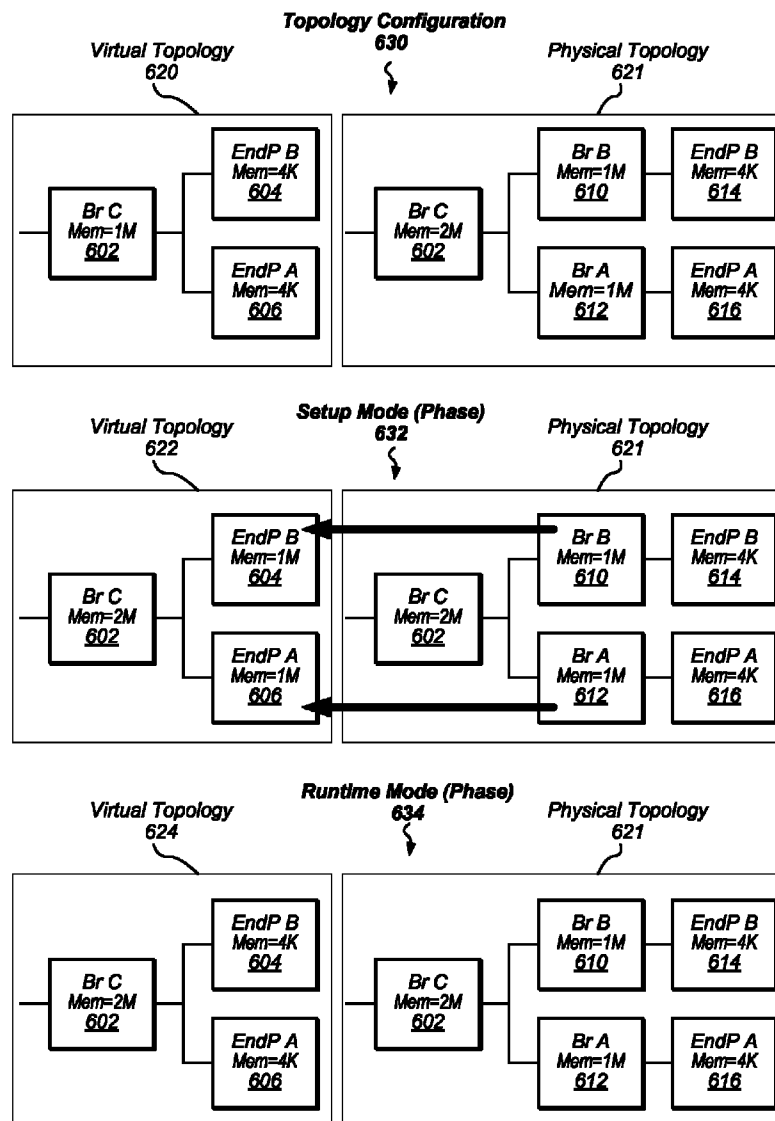 Topology Configuration
630
Virtual Topology
620
Physical Topology
621
EndP B
Mem=4K
604
Br C
Mem=1M
602
EndP A
Mem=4K
606
Br B
Mem=1M
610
EndP B
Mem=4K
614
Br C
Mem=2M
602
Br A
Mem=1M
612
EndP A
Mem=4K
616
Setup Mode (Phase)
632
Virtual Topology
622
Physical Topology
621
EndP B
Mem=1M
604
Br C
Mem=2M
602
EndP A
Mem=1M
606
Br B
Mem=1M
610
EndP B
Mem=4K
614
Br C
Mem=2M
602
Br A
Mem=1M
612
EndP A
Mem=4K
616
Runtime Mode (Phase)
634
Virtual Topology
624
Physical Topology
621
EndP B
Mem=4K
604
Br C
Mem=2M
602
EndP A
Mem=4K
606
Br B
Mem=1M
610
EndP B
Mem=4K
614
Br C
Mem=2M
602
Br A
Mem=1M
612
EndP A
Mem=4K
616